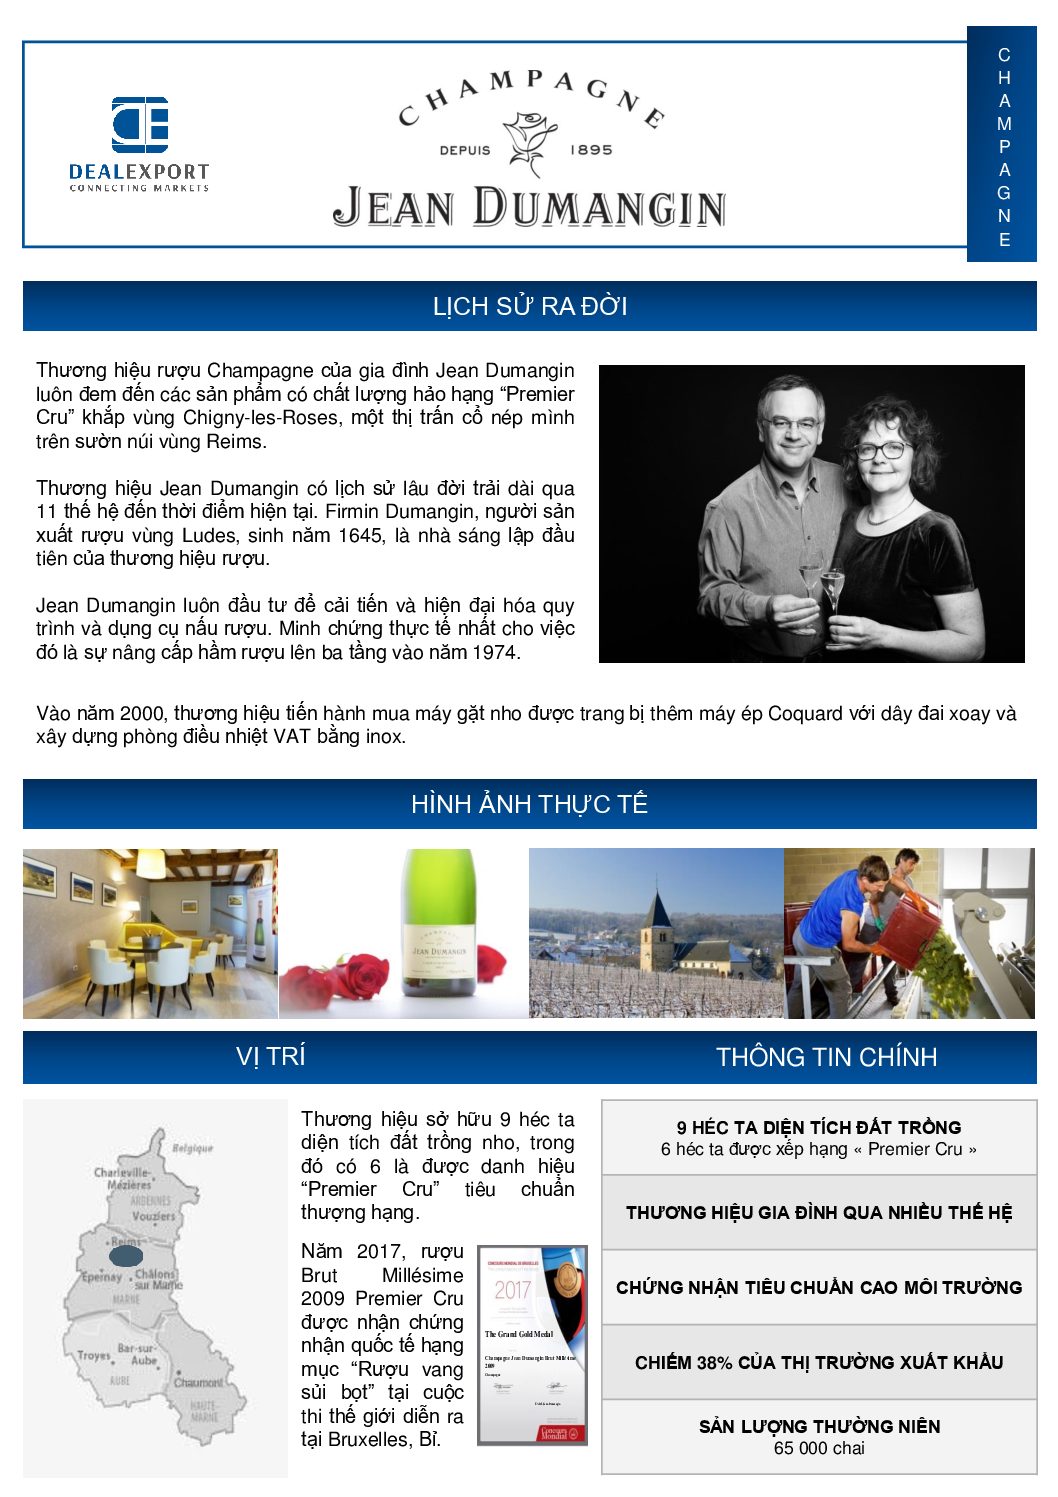 CHAMPAGNE
DEPUIS 1895
JEAN DUMANGIN
DEALEXPORT
CONNECTING MARKETS
CHAMPAGNE
LỊCH SỬ RA ĐỜI
Thương hiệu rượu Champagne của gia đình Jean Dumangin
luôn đem đến các sản phẩm có chất lượng hảo hạng “Premier
Cru” khắp vùng Chigny-les-Roses, một thị trấn cổ nép mình
trên sườn núi vùng Reims.
Thương hiệu Jean Dumangin có lịch sử lâu đời trải dài qua
11 thế hệ đến thời điểm hiện tại. Firmin Dumangin, người sản
xuất rượu vùng Ludes, sinh năm 1645, là nhà sáng lập đầu
tiên của thương hiệu rượu.
Jean Dumangin luôn đầu tư để cải tiến và hiện đại hóa quy
trình và dụng cụ nấu rượu. Minh chứng thực tế nhất cho việc
đó là sự nâng cấp hầm rượu lên ba tầng vào năm 1974.
Vào năm 2000, thương hiệu tiến hành mua máy gặt nho được trang bị thêm máy ép Coquard với dây đai xoay và
xây dựng phòng điều nhiệt VAT bằng inox.
HÌNH ẢNH THỰC TẾ
CHAMPAGNE
JEAN DUMANGIN
VỊ TRÍ
THÔNG TIN CHÍNH
Belgique
Charleville-
Mézières
ARDENNES
Vouziers
Reims
Epernay
Châlons
sur Marne
MARNE
Troyes
Bar-sur-
Aube
AUBE
Chaumont
HAUTE-
MARNE
Thương hiệu sở hữu 9 héc ta
diện tích đất trồng nho, trong
đó có 6 là được danh hiệu
“Premier Cru” tiêu chuẩn
thượng hạng.
Năm 2017, rượu
Brut Millésime
2009 Premier Cru
được nhận chứng
nhận quốc tế hạng
mục “Rượu vang
sủi bọt” tại cuộc
thi thế giới diễn ra
tại Bruxelles, Bỉ.
CONCOURS MONDIAL DE BRUXELLES
2017
The Grand Gold Medal
Champagne Jean Dumangin Brut Millésime
2009
Champagne
Concours
Mondial
9 HÉC TA DIỆN TÍCH ĐẤT TRỒNG
6 héc ta được xếp hạng « Premier Cru »
THƯƠNG HIỆU GIA ĐÌNH QUA NHIỀU THẾ HỆ
CHỨNG NHẬN TIÊU CHUẨN CAO MÔI TRƯỜNG
CHIẾM 38% CỦA THỊ TRƯỜNG XUẤT KHẨU
SẢN LƯỢNG THƯỜNG NIÊN
65 000 chai